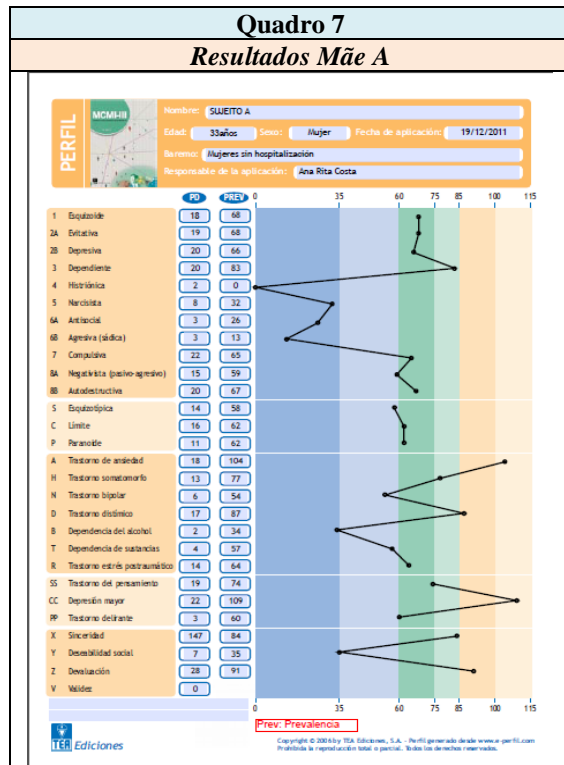 Quadro 7
Resultados Mãe A
PERFIL
MCMI-III
Nombre: SUJEITO A
Edad: 33años Sexo: Mujer Fecha de aplicación: 19/12/2011
Baremo: Mujeres sin hospitalización
Responsable de la aplicación: Ana Rita Costa
PD PREV 0 35 60 75 85 100 115
1 Esquizoide 18 68
2A Evitativa 19 68
2B Depresiva 20 66
3 Dependiente 20 83
4 Histriónica 2 0
5 Narcisista 8 32
6A Antisocial 3 26
6B Agresiva (sádica) 3 13
7 Compulsiva 22 65
8A Negativista (pasivo-agresivo) 15 59
8B Autodestructiva 20 67
S Esquizotípica 14 58
C Límite 16 62
P Paranoide 11 62
A Trastorno de ansiedad 18 104
H Trastorno somatomorfo 13 77
N Trastorno bipolar 6 54
D Trastorno distímico 17 87
B Dependencia del alcohol 2 34
T Dependencia de sustancias 4 57
R Trastorno estrés postraumático 14 64
SS Trastorno del pensamiento 19 74
CC Depresión mayor 22 109
PP Trastorno delirante 3 60
X Sinceridad 147 84
Y Deseabilidad social 7 35
Z Devaluación 28 91
V Validez 0
0 35 60 75 85 100 115
Prev: Prevalencia
TEA Ediciones
Copyright © 2006 by TEA Ediciones, S.A. - Perfil generado desde www.e-perfil.com
Prohibida la reproducción total o parcial. Todos los derechos reservados.